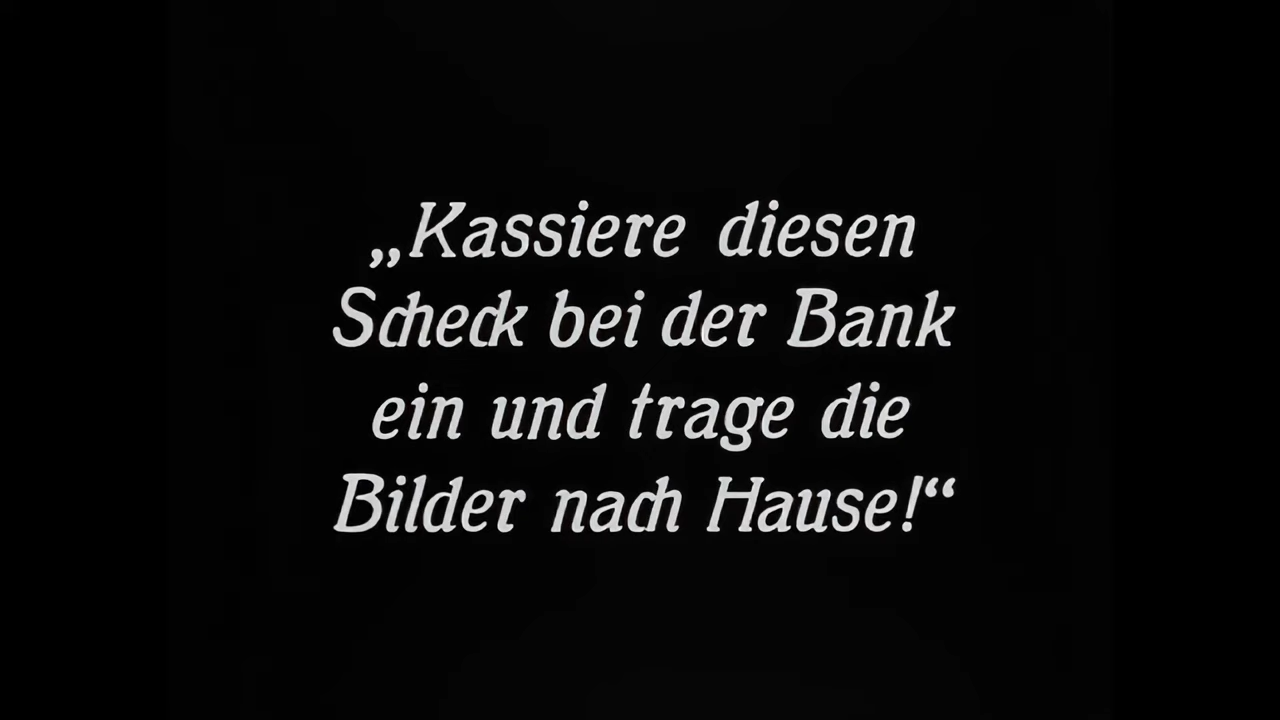 „Kassiere diesen
Scheck bei der Bank
ein und trage die
Bilder nach Hause!“